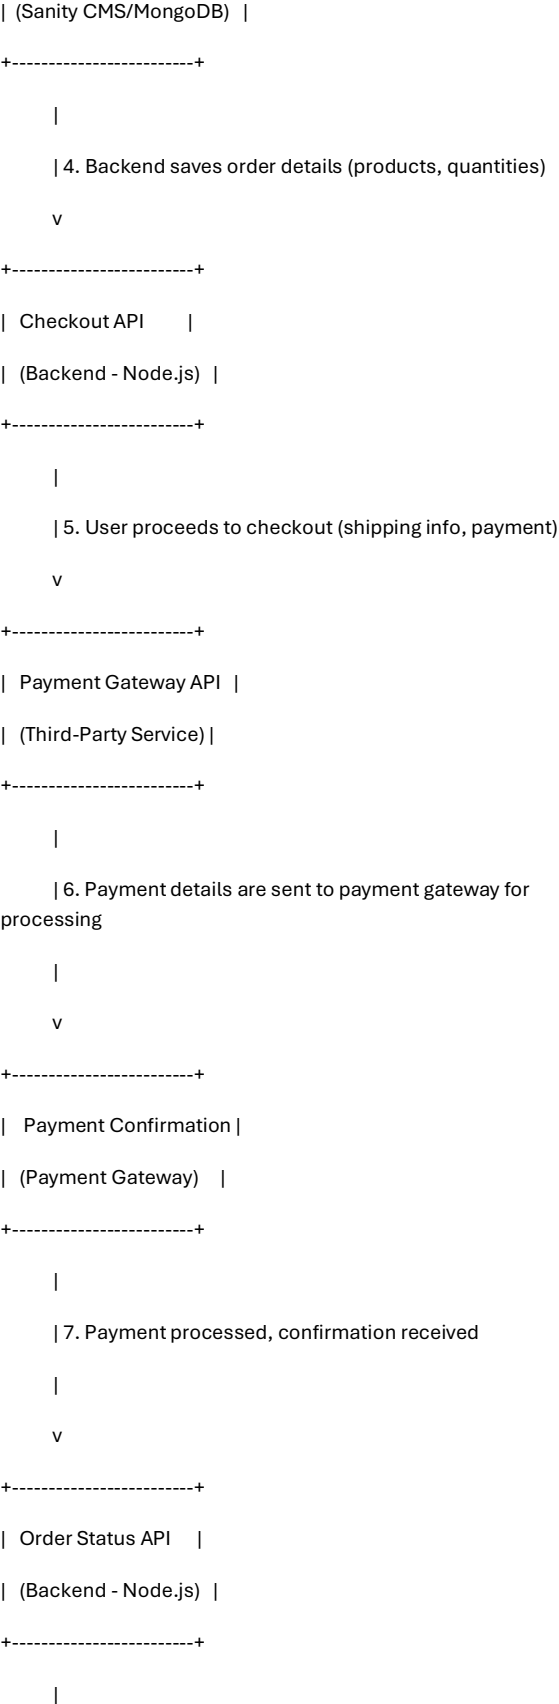 | (Sanity CMS/MongoDB) |
+-------------------------+
|
| 4. Backend saves order details (products, quantities)
v
+-------------------------+
| Checkout API |
| (Backend - Node.js) |
+-------------------------+
|
| 5. User proceeds to checkout (shipping info, payment)
v
+-------------------------+
| Payment Gateway API |
| (Third-Party Service) |
+-------------------------+
|
| 6. Payment details are sent to payment gateway for
processing
|
v
+-------------------------+
| Payment Confirmation |
| (Payment Gateway) |
+-------------------------+
|
| 7. Payment processed, confirmation received
|
v
+-------------------------+
| Order Status API |
| (Backend - Node.js) |
+-------------------------+
|